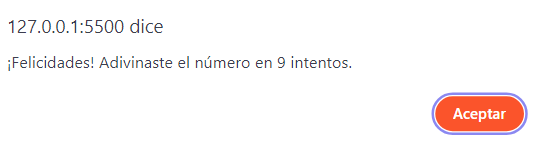 127.0.0.1:5500 dice
¡Felicidades! Adivinaste el número en 9 intentos.
Aceptar